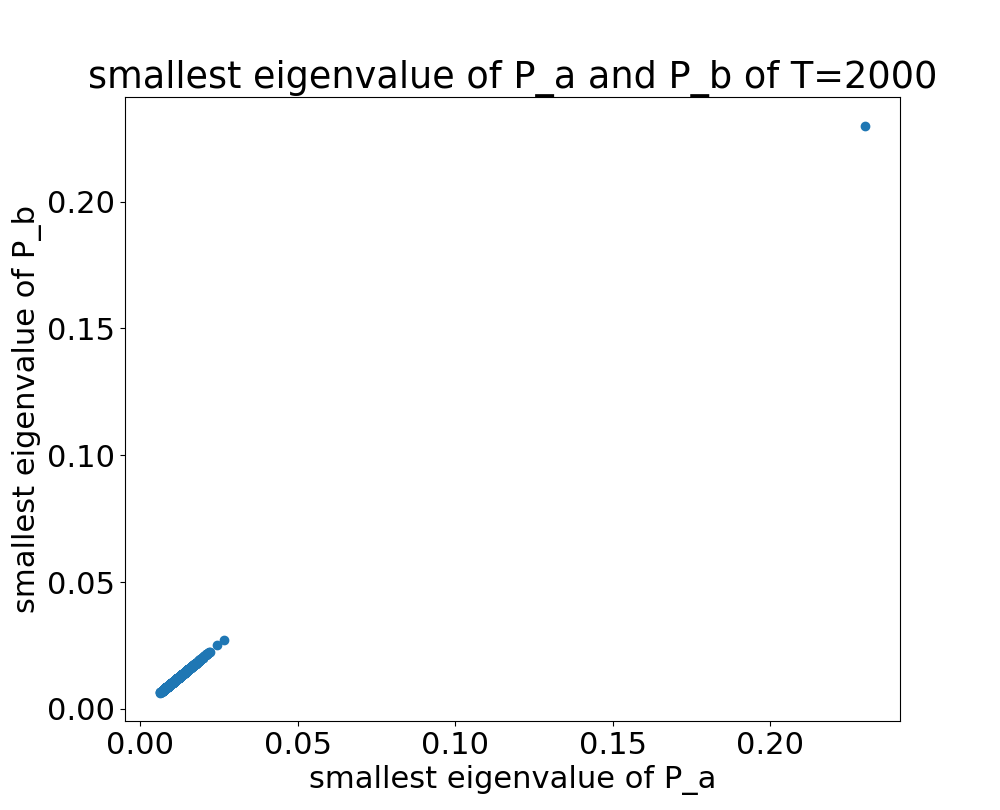 smallest eigenvalue of P_a and P_b of T=2000
smallest eigenvalue of P_b
0.20
0.15
0.10
0.05
0.00
0.00 0.05 0.10 0.15 0.20
smallest eigenvalue of P_a